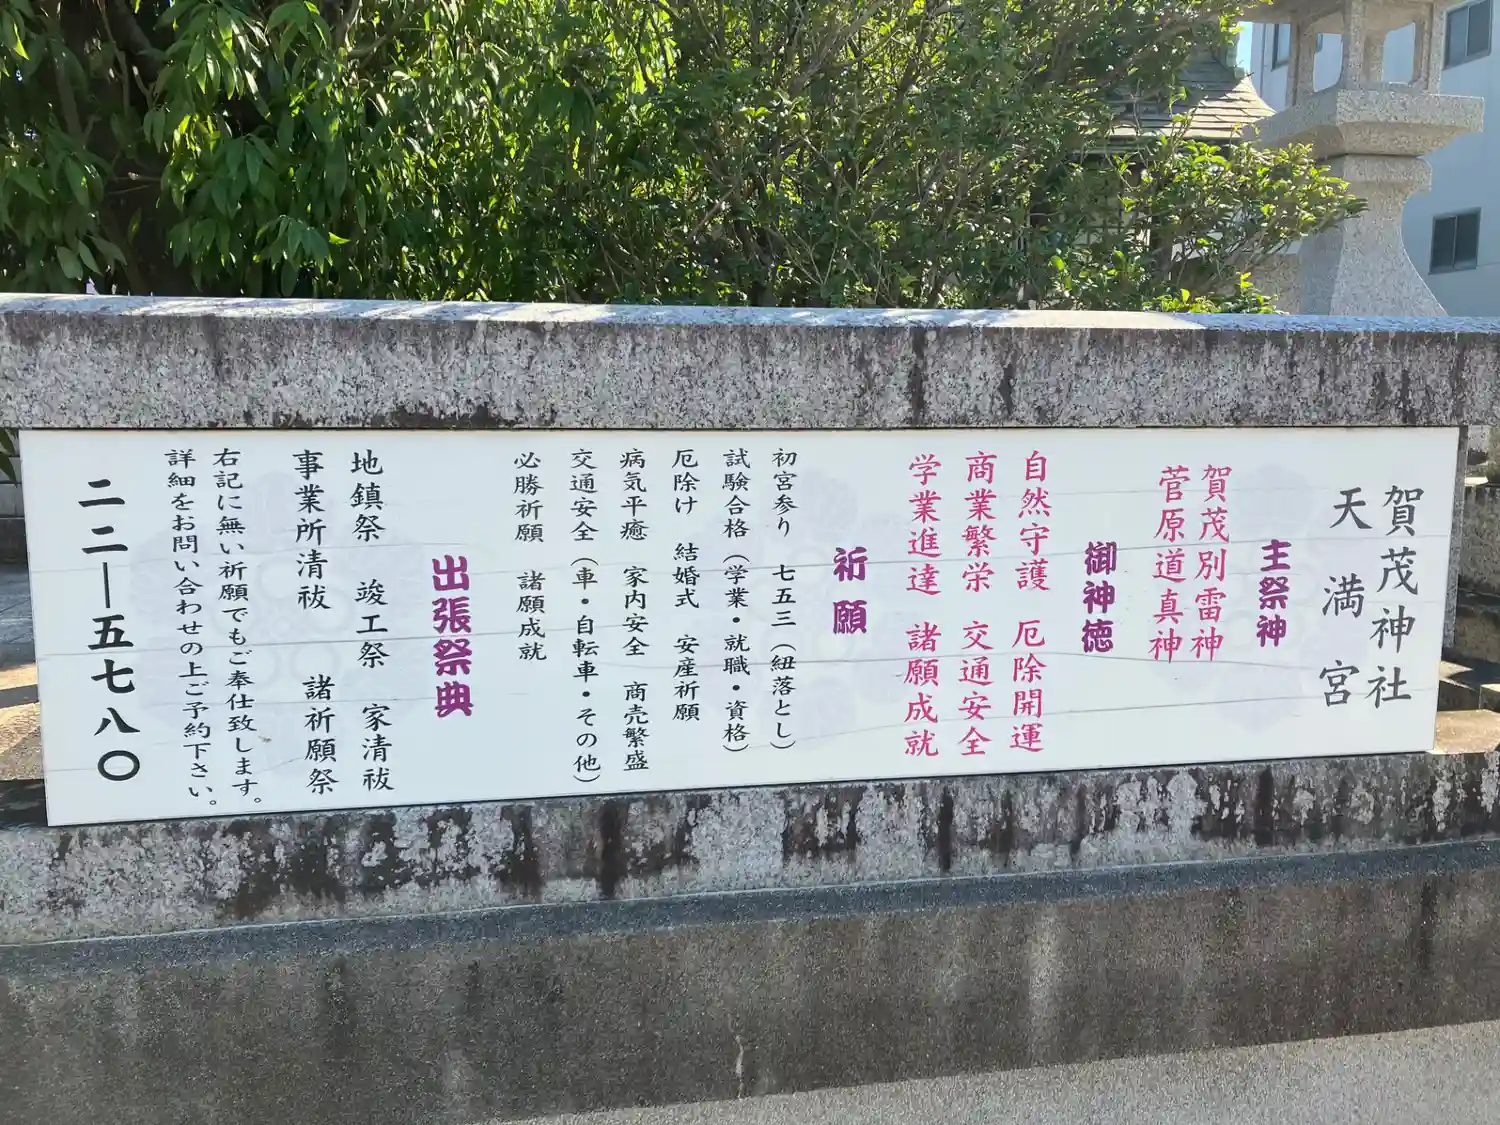 賀茂神社
天満宮
主祭神
賀茂別雷神
菅原道真神
御神徳
自然守護　厄除開運
商業繁栄　交通安全
学業進達　諸願成就
祈願
初宮参り　七五三（紐落とし）
試験合格（学業・就職・資格）
厄除け　結婚式　安産祈願
病気平癒　家内安全　商売繁盛
交通安全（車・自転車・その他）
必勝祈願　諸願成就
出張祭典
地鎮祭　竣工祭　家清祓
事業所清祓　諸祈願祭
右記に無い祈願でもご奉仕致します。
詳細をお問い合わせの上ご予約下さい。
二二―五七八〇